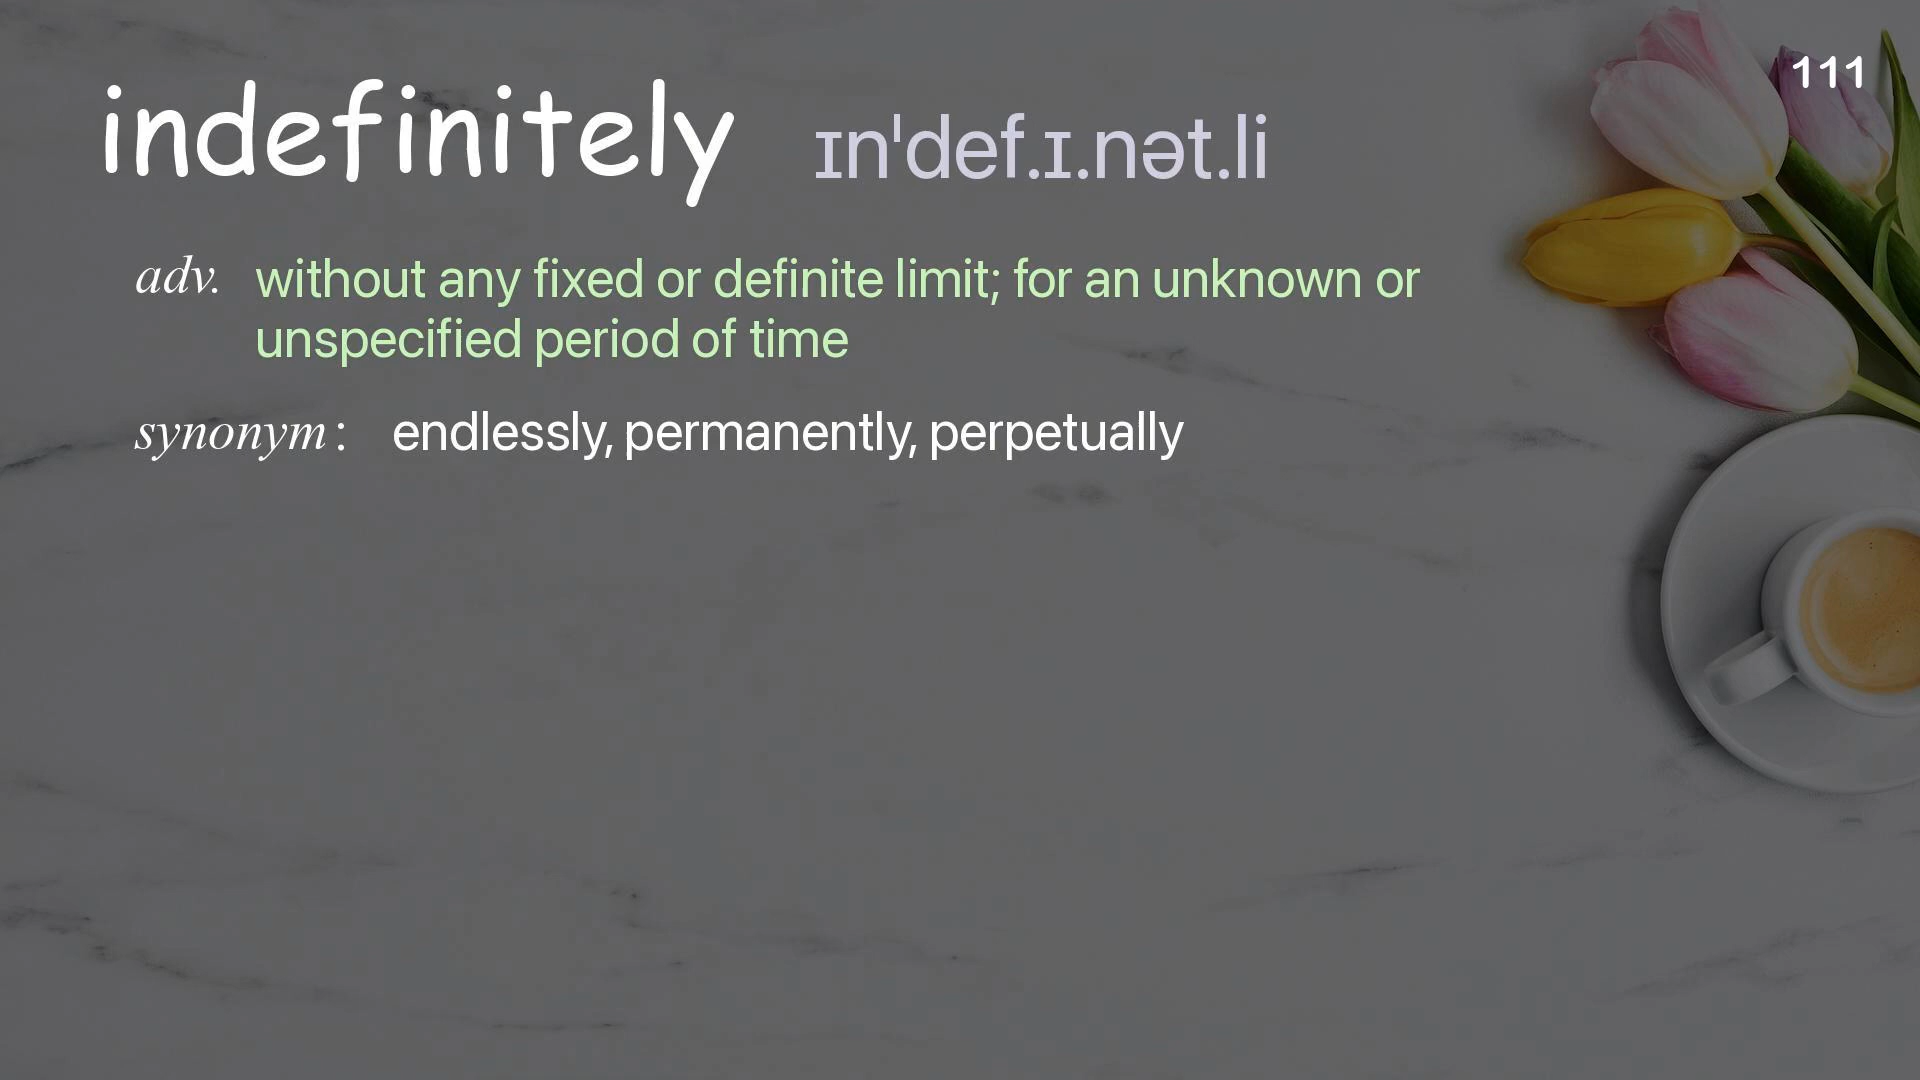 111
indefinitely ɪnˈdef.ɪ.nət.li
adv. without any fixed or definite limit; for an unknown or
unspecified period of time
synonym: endlessly, permanently, perpetually